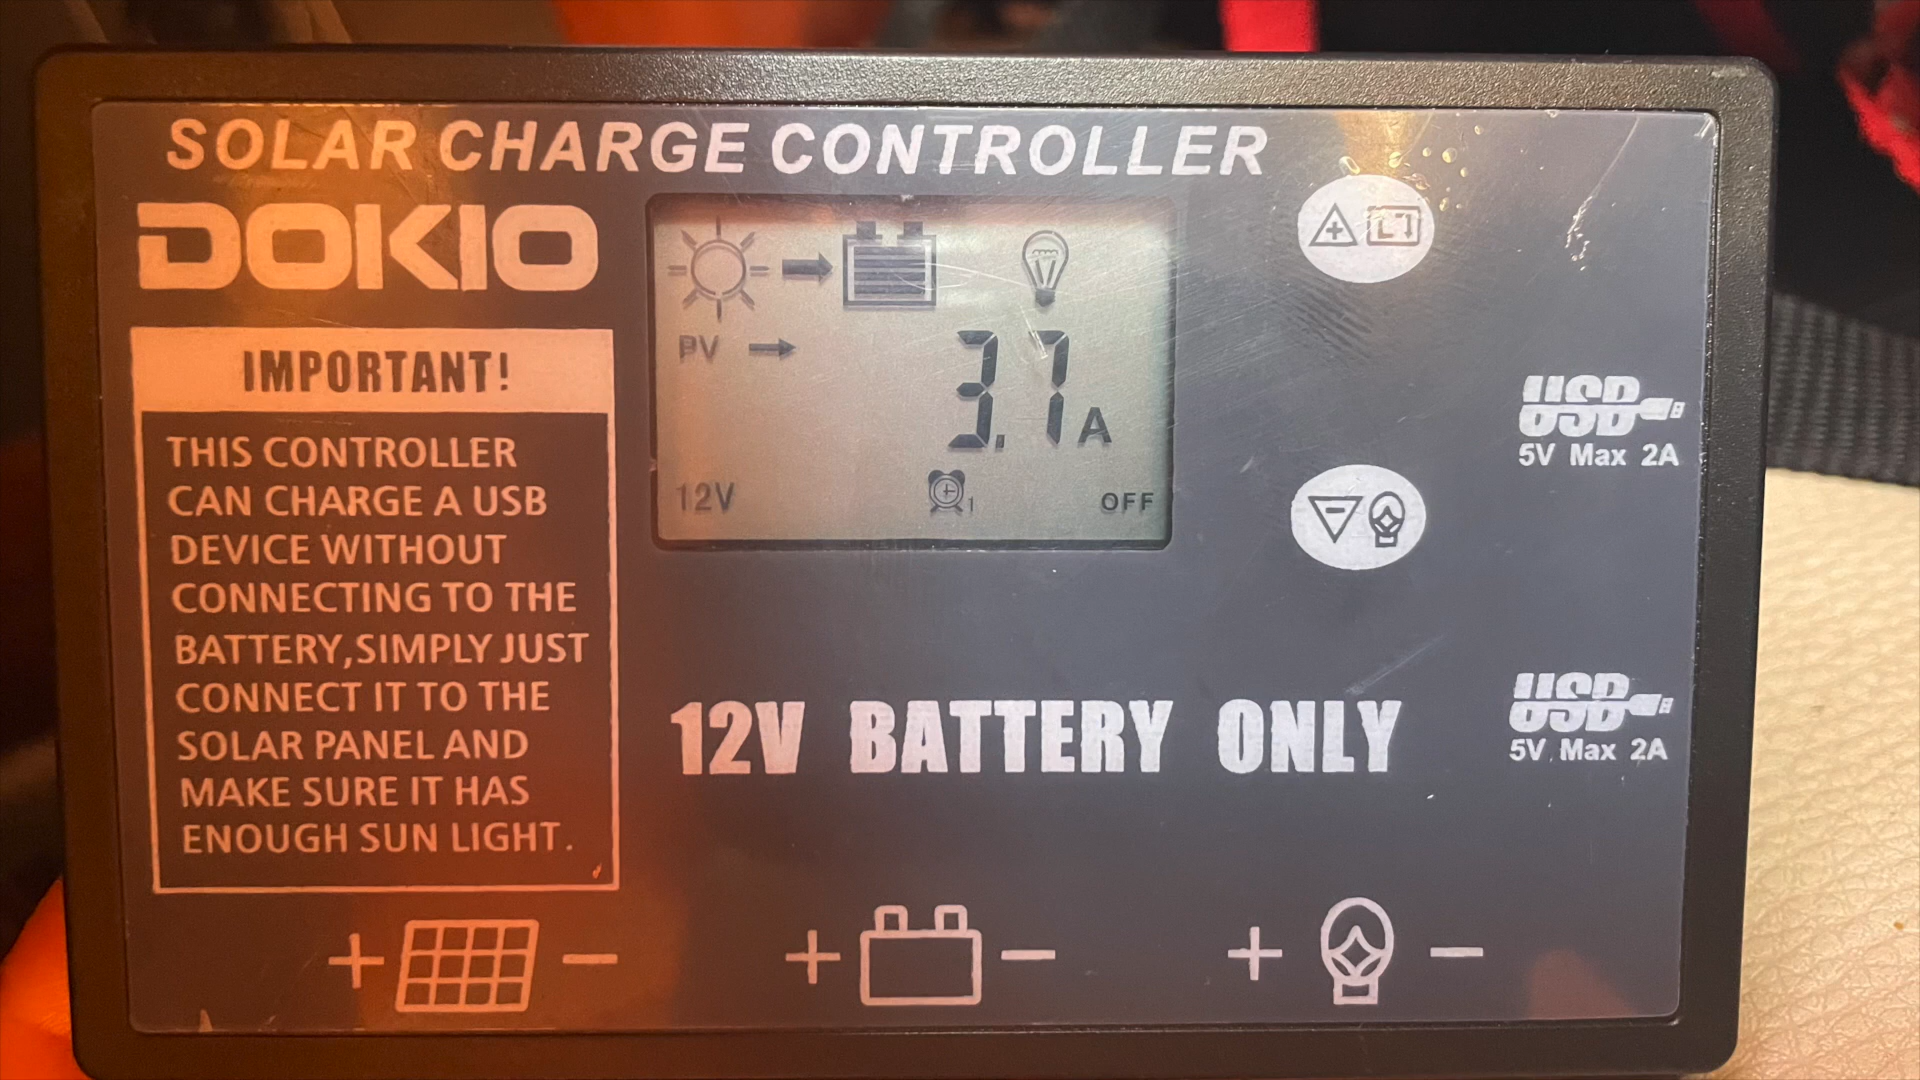 SOLAR CHARGE CONTROLLER
DOKIO
IMPORTANT!
THIS CONTROLLER
CAN CHARGE A USB
DEVICE WITHOUT
CONNECTING TO THE
BATTERY,SIMPLY JUST
CONNECT IT TO THE
SOLAR PANEL AND
MAKE SURE IT HAS
ENOUGH SUN LIGHT.
PV
3.7 A
12V
1
OFF
USB
5V Max 2A
12V BATTERY ONLY
USB
5V Max 2A
+ −
+ −
+ −